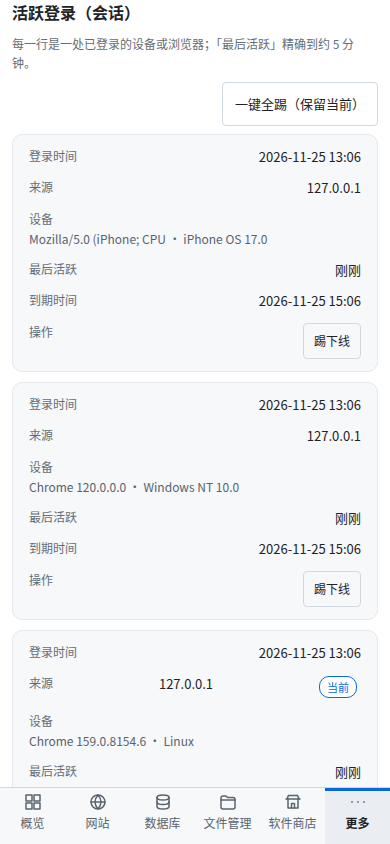 活跃登录（会话）
每一行是一处已登录的设备或浏览器；「最后活跃」精确到约 5 分
钟。
一键全踢（保留当前）
登录时间 2026-11-25 13:06
来源 127.0.0.1
设备
Mozilla/5.0 (iPhone; CPU · iPhone OS 17.0
最后活跃 刚刚
到期时间 2026-11-25 15:06
操作 踢下线
登录时间 2026-11-25 13:06
来源 127.0.0.1
设备
Chrome 120.0.0.0 · Windows NT 10.0
最后活跃 刚刚
到期时间 2026-11-25 15:06
操作 踢下线
登录时间 2026-11-25 13:06
来源 127.0.0.1 当前
设备
Chrome 159.0.8154.6 · Linux
最后活跃 刚刚
概览 网站 数据库 文件管理 软件商店 更多